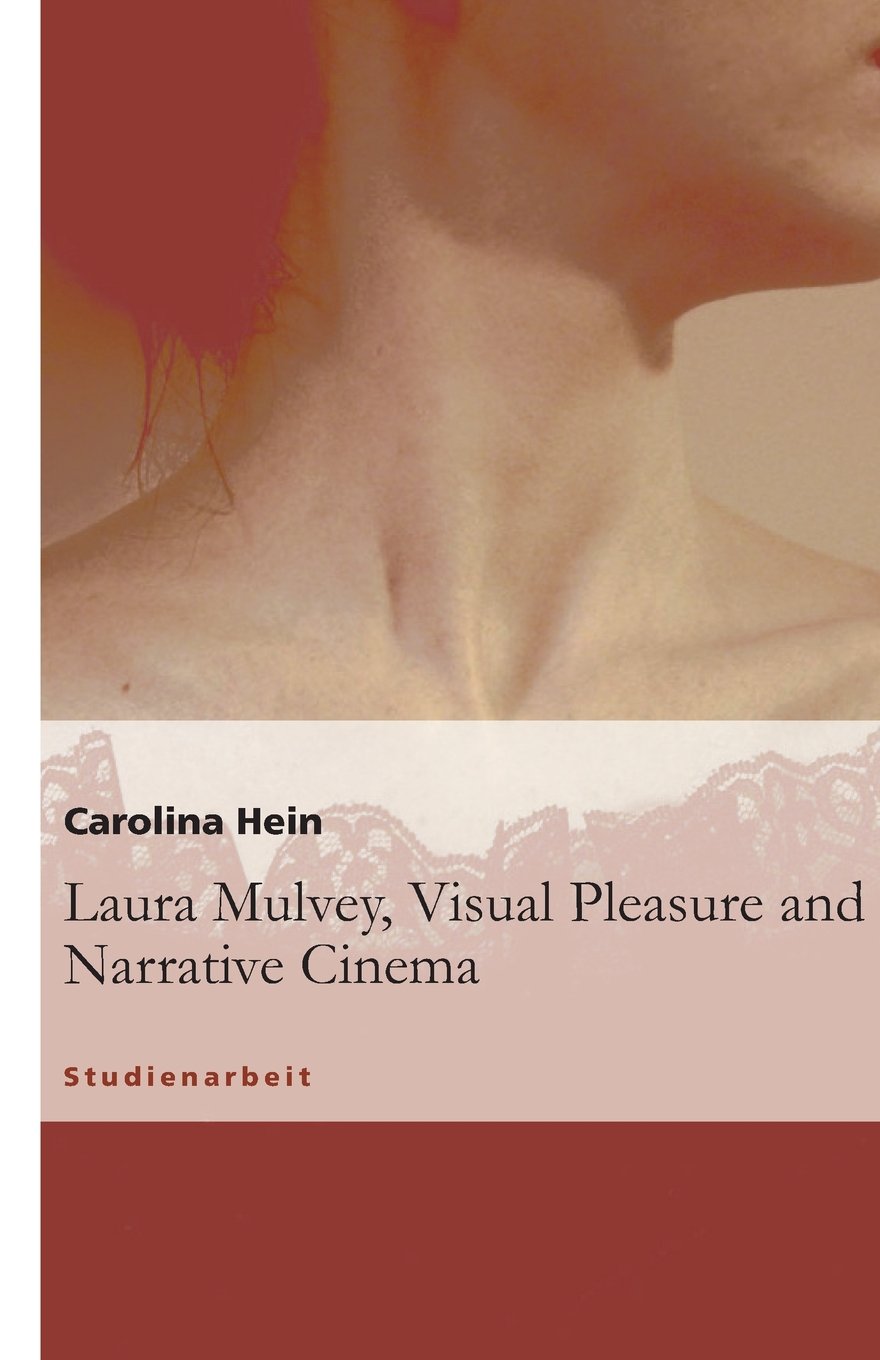 Carolina Hein
Laura Mulvey, Visual Pleasure and
Narrative Cinema
Studienarbeit